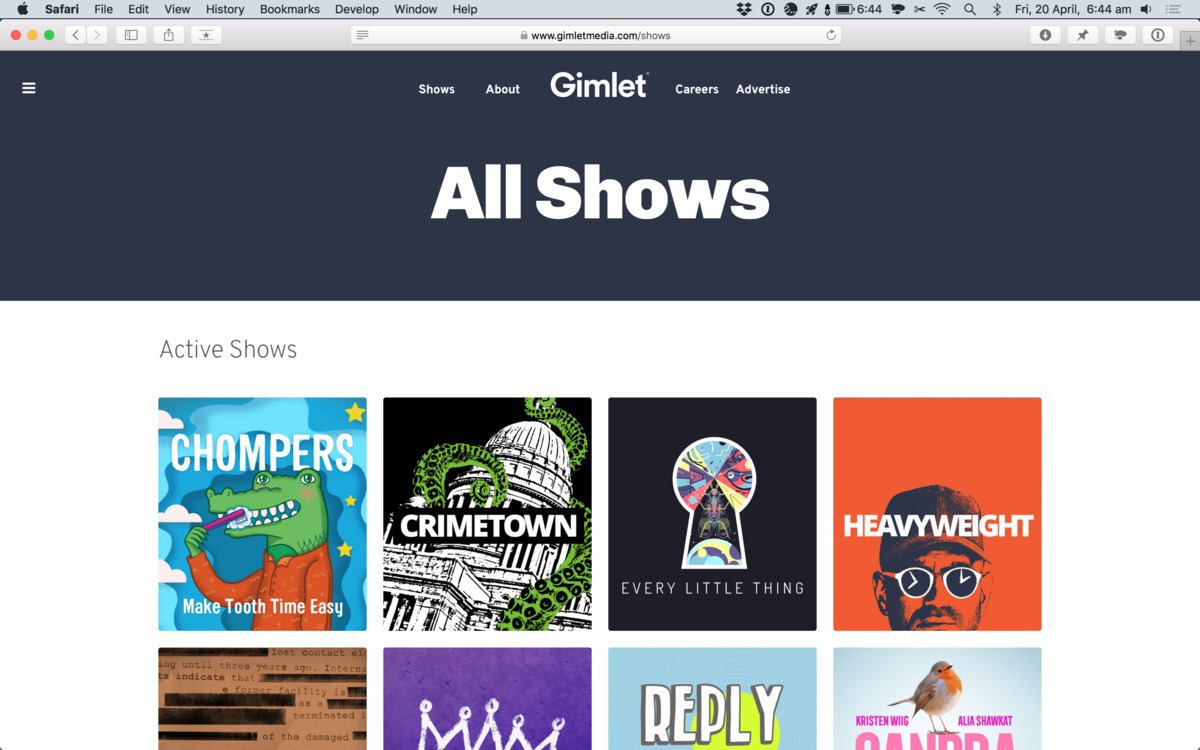 Safari File Edit View History Bookmarks Develop Window Help 6:44 Fri, 20 April, 6:44 am
www.gimletmedia.com/shows
Shows About Gimlet Careers Advertise
All Shows
Active Shows
CHOMPERS
Make Tooth Time Easy
CRIMETOWN
EVERY LITTLE THING
HEAVYWEIGHT
lost contact
ing until three years ago. Interna
ts indicate that
e former facility is
as a
terminated i
of the damaged
REPLY
KRISTEN WIIG ALIA SHAWKAT
SANDRA